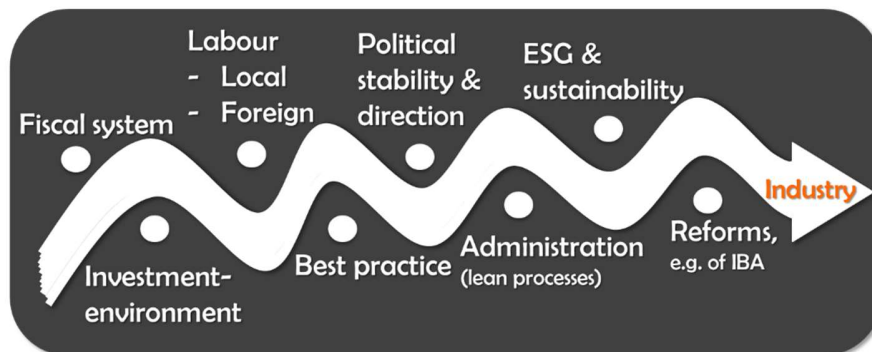 Fiscal system
Labour
- Local
- Foreign
Political
stability &
direction
ESG &
sustainability
Investment-
environment
Best practice
Administration
(lean processes)
Reforms,
e.g. of IBA
Industry